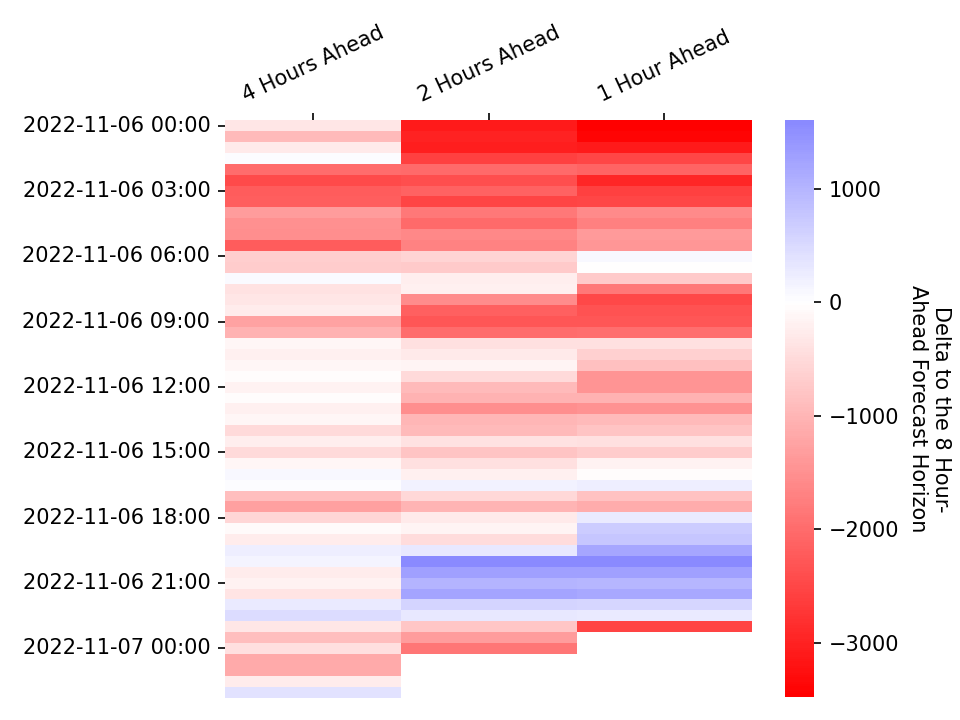 4 Hours Ahead
2 Hours Ahead
1 Hour Ahead
2022-11-06 00:00
2022-11-06 03:00
2022-11-06 06:00
2022-11-06 09:00
2022-11-06 12:00
2022-11-06 15:00
2022-11-06 18:00
2022-11-06 21:00
2022-11-07 00:00
1000
0
−1000
−2000
−3000
Delta to the 8 Hour-
Ahead Forecast Horizon